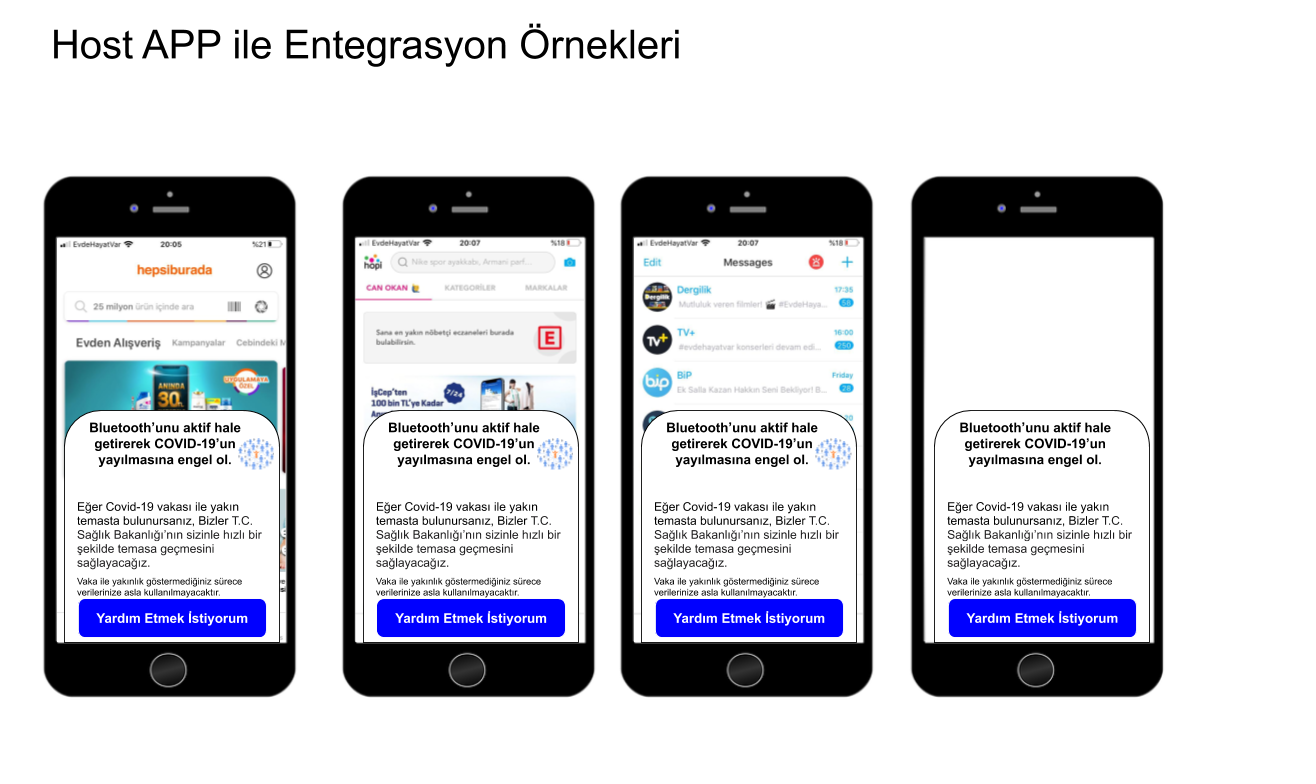 Host APP ile Entegrasyon Örnekleri
EvdeHayatVar
20:05
%21
hepsiburada
25 milyon ürün içinde ara
Evden Alışveriş Kampanyalar Cebindeki M
ANINDA
30
UYGULAMAYA
ÖZEL
Bluetooth’unu aktif hale
getirerek COVID-19’un
yayılmasına engel ol.
Eğer Covid-19 vakası ile yakın
temasta bulunursanız, Bizler T.C.
Sağlık Bakanlığı’nın sizinle hızlı bir
şekilde temasa geçmesini
sağlayacağız.
Vaka ile yakınlık göstermediğiniz sürece
verilerinize asla kullanılmayacaktır.
Yardım Etmek İstiyorum
EvdeHayatVar
20:07
%18
hopi
Nike spor ayakkabı, Armani parf...
CAN OKAN KATEGORİLER MARKALAR
Sana en yakın nöbetçi eczaneleri burada
bulabilirsin.
E
İşCep'ten
7/24
100 bin TL'ye Kadar
Bluetooth’unu aktif hale
getirerek COVID-19’un
yayılmasına engel ol.
Eğer Covid-19 vakası ile yakın
temasta bulunursanız, Bizler T.C.
Sağlık Bakanlığı’nın sizinle hızlı bir
şekilde temasa geçmesini
sağlayacağız.
Vaka ile yakınlık göstermediğiniz sürece
verilerinize asla kullanılmayacaktır.
Yardım Etmek İstiyorum
EvdeHayatVar
20:07
%18
Edit
Messages
Dergilik
Dergilik
17:35
Mutluluk veren filmler! #EvdeHaya...
58
TV+
TV+
16:00
#evdehayatvar konserleri devam edi...
250
bip
BiP
Friday
Ek Salla Kazan Hakkın Seni Bekliyor! B...
28
Bluetooth’unu aktif hale
getirerek COVID-19’un
yayılmasına engel ol.
Eğer Covid-19 vakası ile yakın
temasta bulunursanız, Bizler T.C.
Sağlık Bakanlığı’nın sizinle hızlı bir
şekilde temasa geçmesini
sağlayacağız.
Vaka ile yakınlık göstermediğiniz sürece
verilerinize asla kullanılmayacaktır.
Yardım Etmek İstiyorum
Bluetooth’unu aktif hale
getirerek COVID-19’un
yayılmasına engel ol.
Eğer Covid-19 vakası ile yakın
temasta bulunursanız, Bizler T.C.
Sağlık Bakanlığı’nın sizinle hızlı bir
şekilde temasa geçmesini
sağlayacağız.
Vaka ile yakınlık göstermediğiniz sürece
verilerinize asla kullanılmayacaktır.
Yardım Etmek İstiyorum